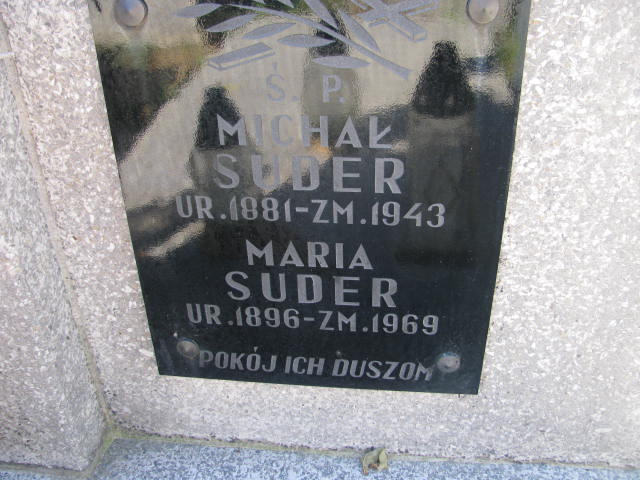 Ś. P.
MICHAŁ
SUDER
UR.1881-ZM.1943
MARIA
SUDER
UR.1896-ZM.1969
POKÓJ ICH DUSZOM